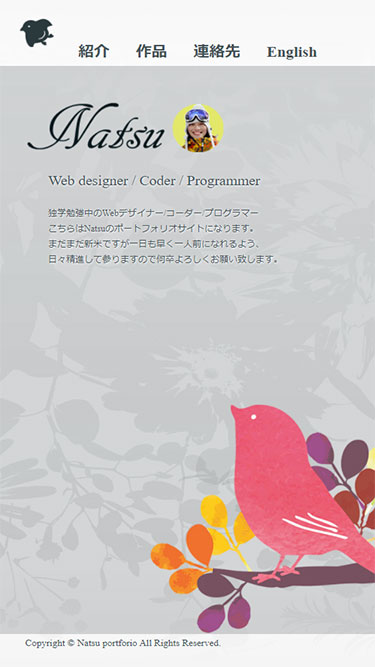 紹介 作品 連絡先 English
Natsu
Web designer / Coder / Programmer
独学勉強中のWebデザイナー/コーダー/プログラマー
こちらはNatsuのポートフォリオサイトになります。
まだまだ新米ですが一日も早く一人前になれるよう、
日々精進して参りますので何卒よろしくお願い致します。
Copyright © Natsu portforio All Rights Reserved.